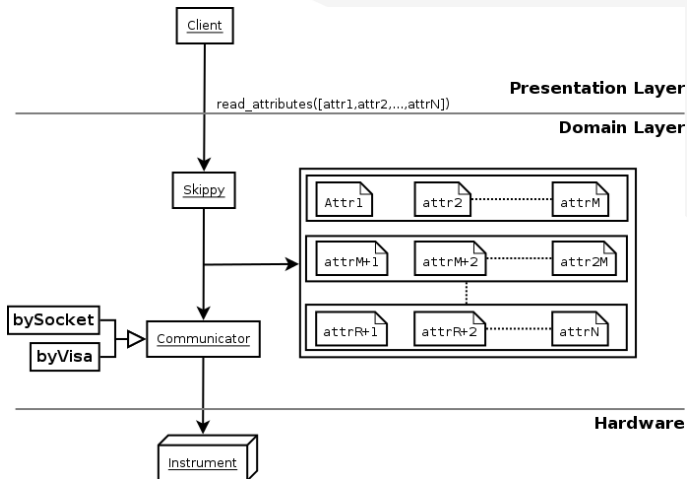 Client
Presentation Layer
read_attributes([attr1,attr2,...,attrN])
Domain Layer
Skippy
Attr1 attr2 attrM
attrM+1 attrM+2 attr2M
bySocket
attrR+1 attrR+2 attrN
Communicator
byVisa
Hardware
Instrument